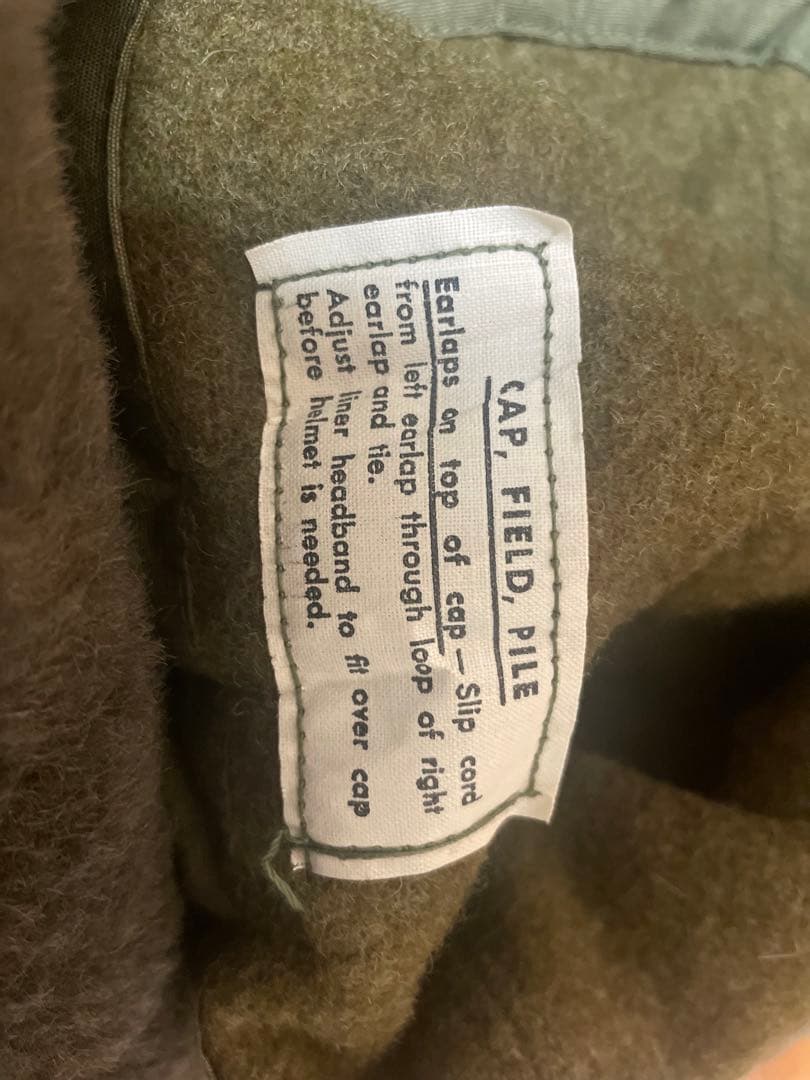 CAP, FIELD, PILE
Earlaps on top of cap — Slip cord
from left earlap through loop of right
earlap and tie.
Adjust liner headband to fit over cap
before helmet is needed.